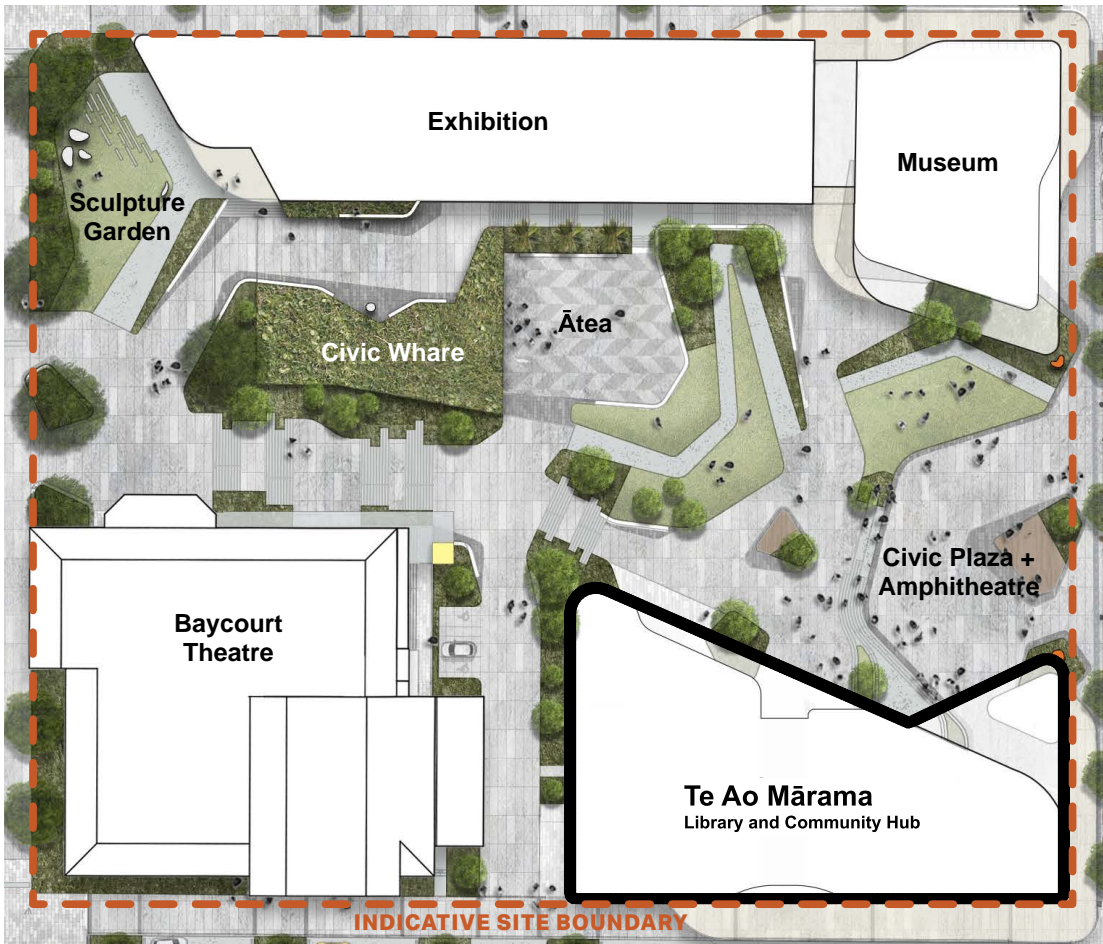 Exhibition
Museum
Sculpture
Garden
Ātea
Civic Whare
Civic Plaza +
Amphitheatre
Baycourt
Theatre
Te Ao Mārama
Library and Community Hub
INDICATIVE SITE BOUNDARY